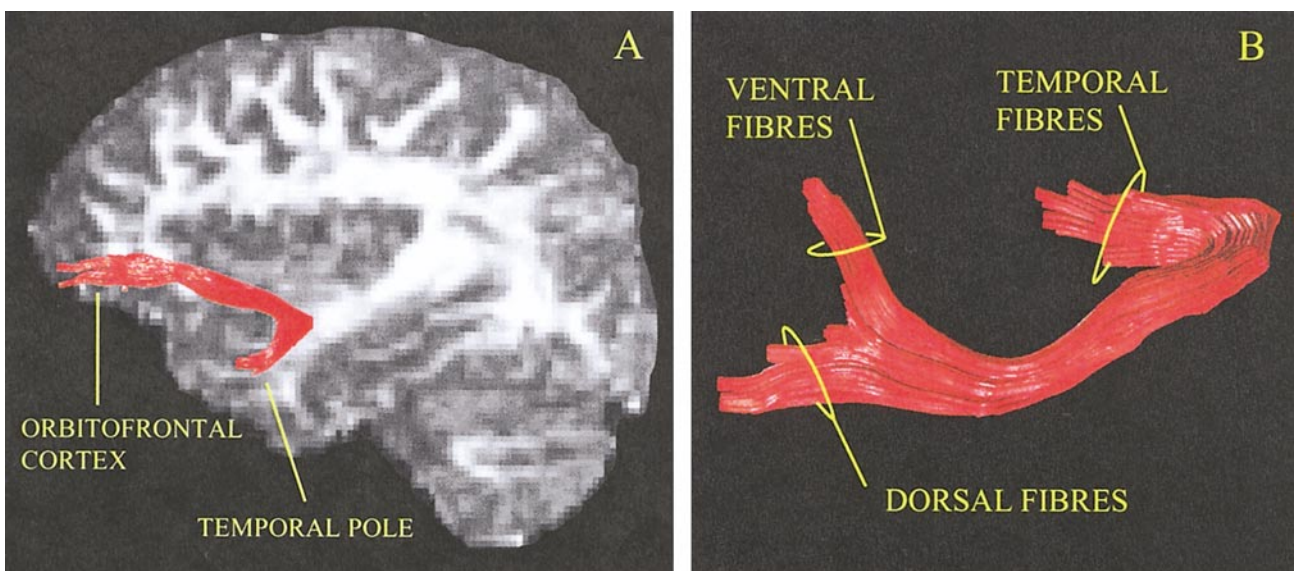 A
ORBITOFRONTAL
CORTEX
TEMPORAL POLE
B
VENTRAL
FIBRES
TEMPORAL
FIBRES
DORSAL FIBRES